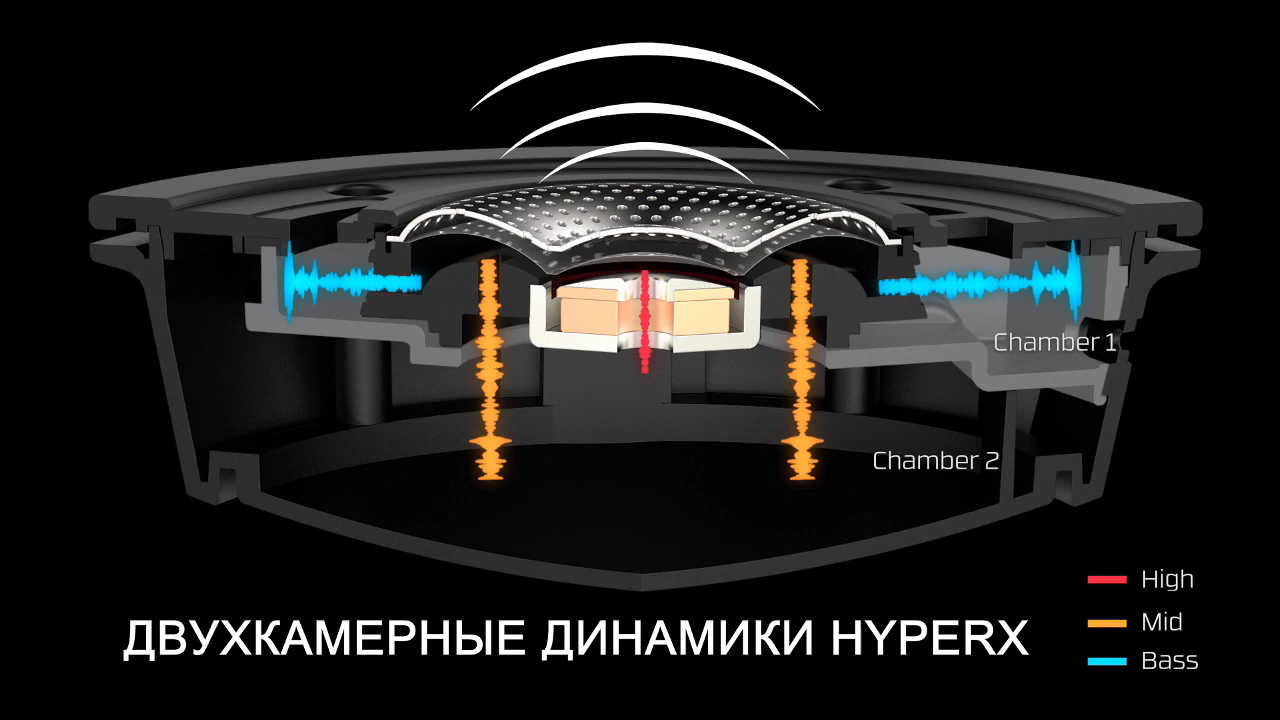 Chamber 1
Chamber 2
High
Mid
Bass
ДВУХКАМЕРНЫЕ ДИНАМИКИ HYPERX